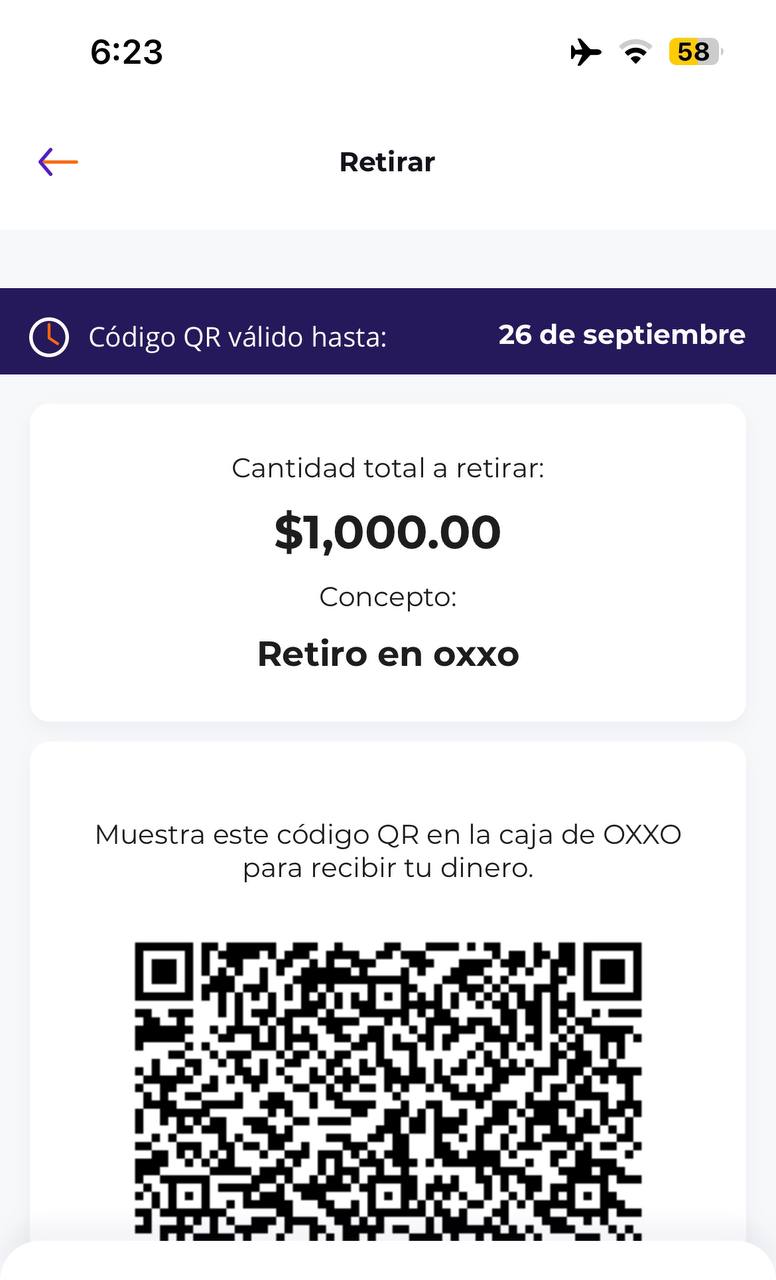 6:23
58
Retirar
Código QR válido hasta:
26 de septiembre
Cantidad total a retirar:
$1,000.00
Concepto:
Retiro en oxxo
Muestra este código QR en la caja de OXXO
para recibir tu dinero.